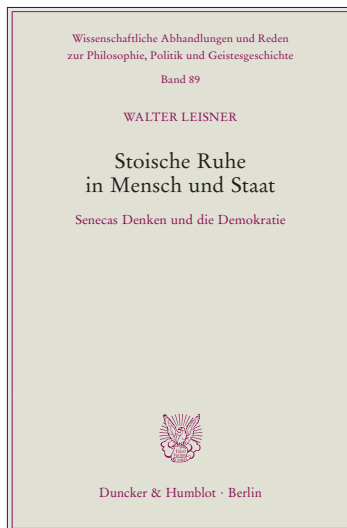 Wissenschaftliche Abhandlungen und Reden
zur Philosophie, Politik und Geistesgeschichte
Band 89
WALTER LEISNER
Stoische Ruhe
in Mensch und Staat
Senecas Denken und die Demokratie
Duncker & Humblot · Berlin